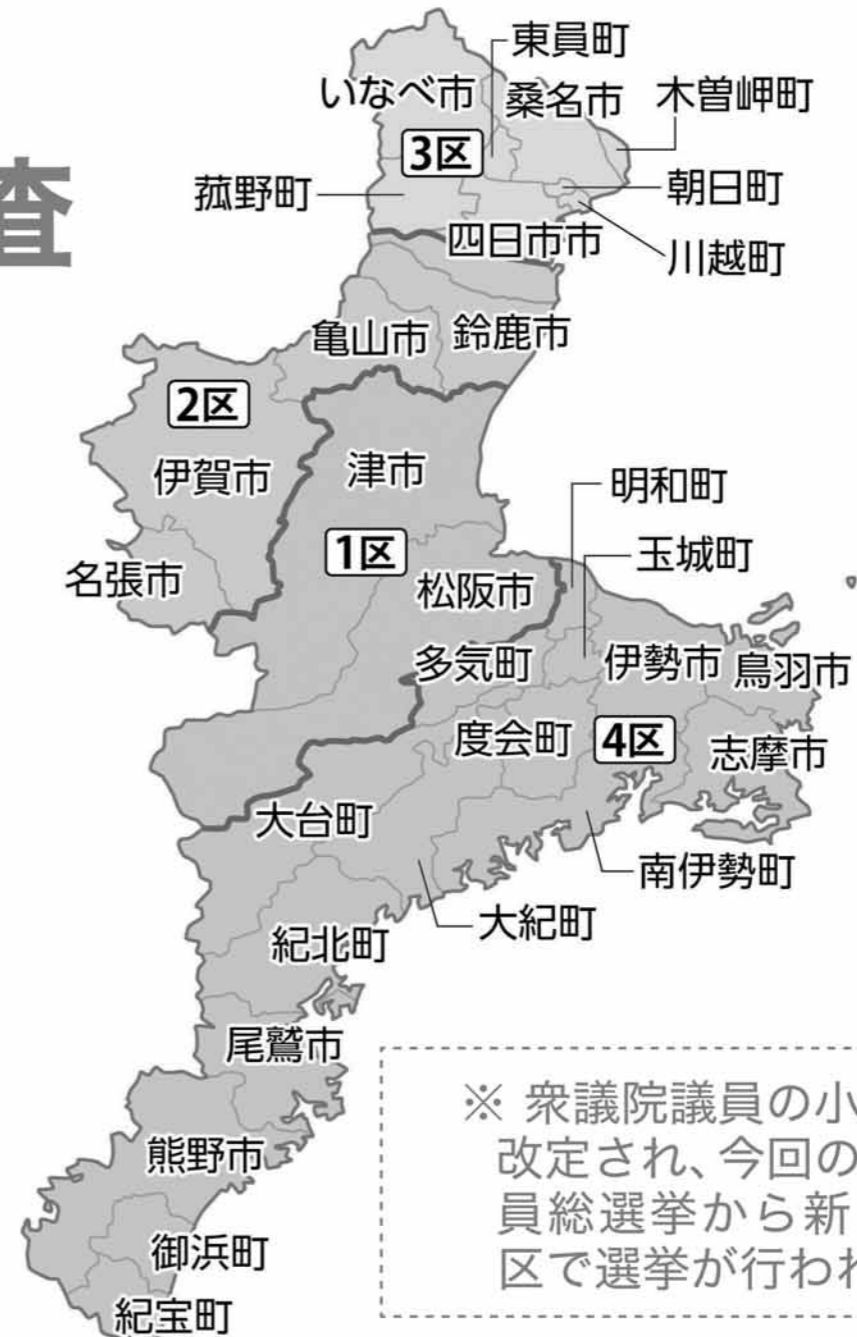 東員町
いなべ市
桑名市
木曽岬町
3区
査
菰野町
朝日町
四日市市
川越町
亀山市
鈴鹿市
2区
伊賀市
津市
明和町
1区
玉城町
名張市
松阪市
多気町
伊勢市
鳥羽市
度会町
4区
志摩市
大台町
南伊勢町
大紀町
紀北町
尾鷲市
※ 衆議院議員の小
改定され、今回の
員総選挙から新
区で選挙が行われ
熊野市
御浜町
紀宝町